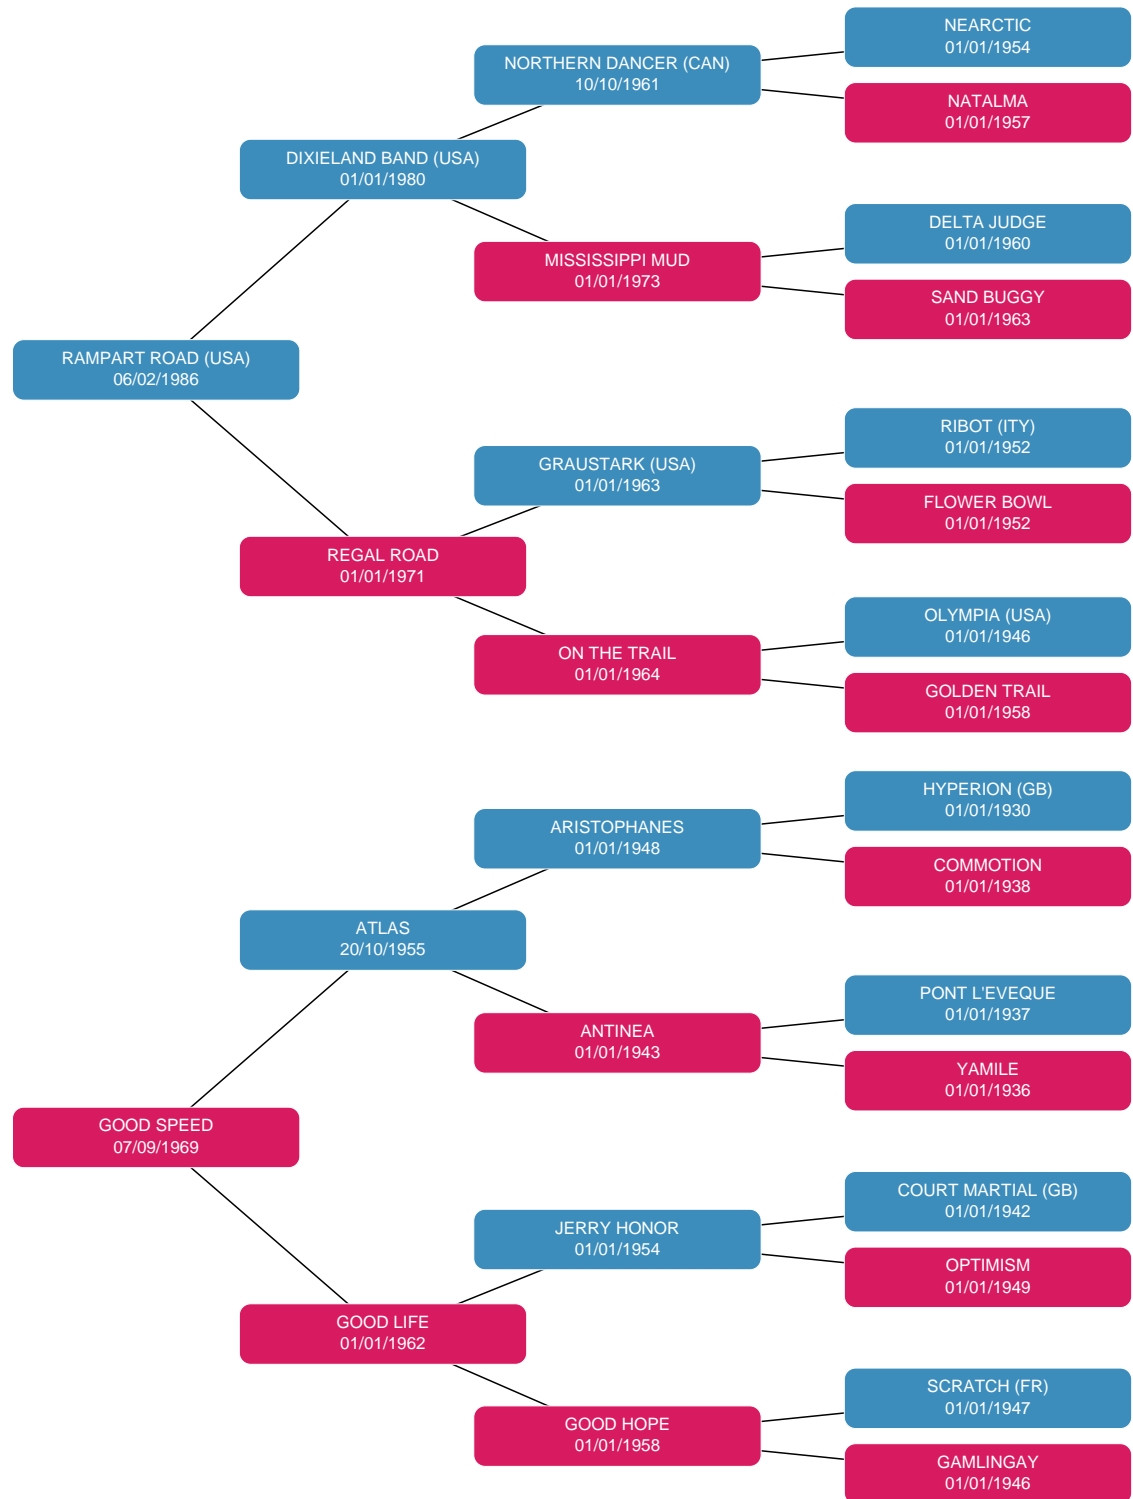 NEARCTIC
01/01/1954
NORTHERN DANCER (CAN)
10/10/1961
NATALMA
01/01/1957
DIXIELAND BAND (USA)
01/01/1980
DELTA JUDGE
01/01/1960
MISSISSIPPI MUD
01/01/1973
SAND BUGGY
01/01/1963
RAMPART ROAD (USA)
06/02/1986
RIBOT (ITY)
01/01/1952
GRAUSTARK (USA)
01/01/1963
FLOWER BOWL
01/01/1952
REGAL ROAD
01/01/1971
OLYMPIA (USA)
01/01/1946
ON THE TRAIL
01/01/1964
GOLDEN TRAIL
01/01/1958
HYPERION (GB)
01/01/1930
ARISTOPHANES
01/01/1948
COMMOTION
01/01/1938
ATLAS
20/10/1955
PONT L'EVEQUE
01/01/1937
ANTINEA
01/01/1943
YAMILE
01/01/1936
GOOD SPEED
07/09/1969
COURT MARTIAL (GB)
01/01/1942
JERRY HONOR
01/01/1954
OPTIMISM
01/01/1949
GOOD LIFE
01/01/1962
SCRATCH (FR)
01/01/1947
GOOD HOPE
01/01/1958
GAMLINGAY
01/01/1946